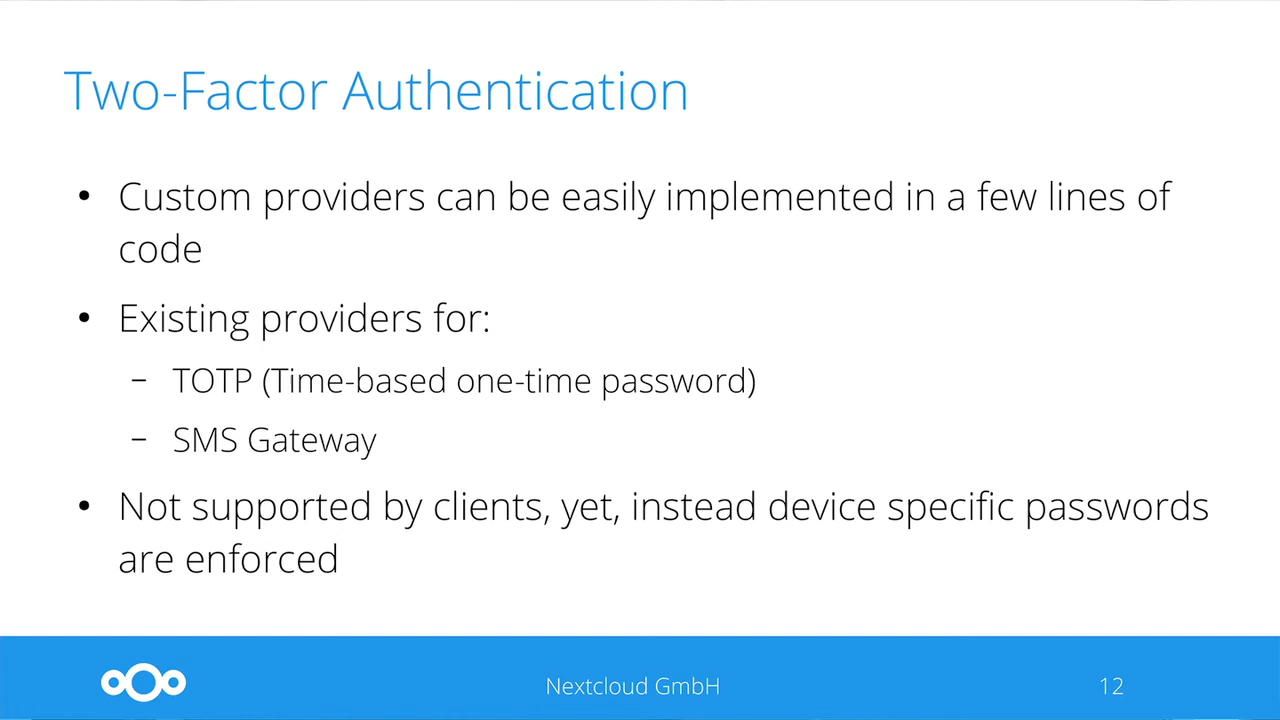 Two-Factor Authentication
• Custom providers can be easily implemented in a few lines of
code
• Existing providers for:
– TOTP (Time-based one-time password)
– SMS Gateway
• Not supported by clients, yet, instead device specific passwords
are enforced
Nextcloud GmbH
12